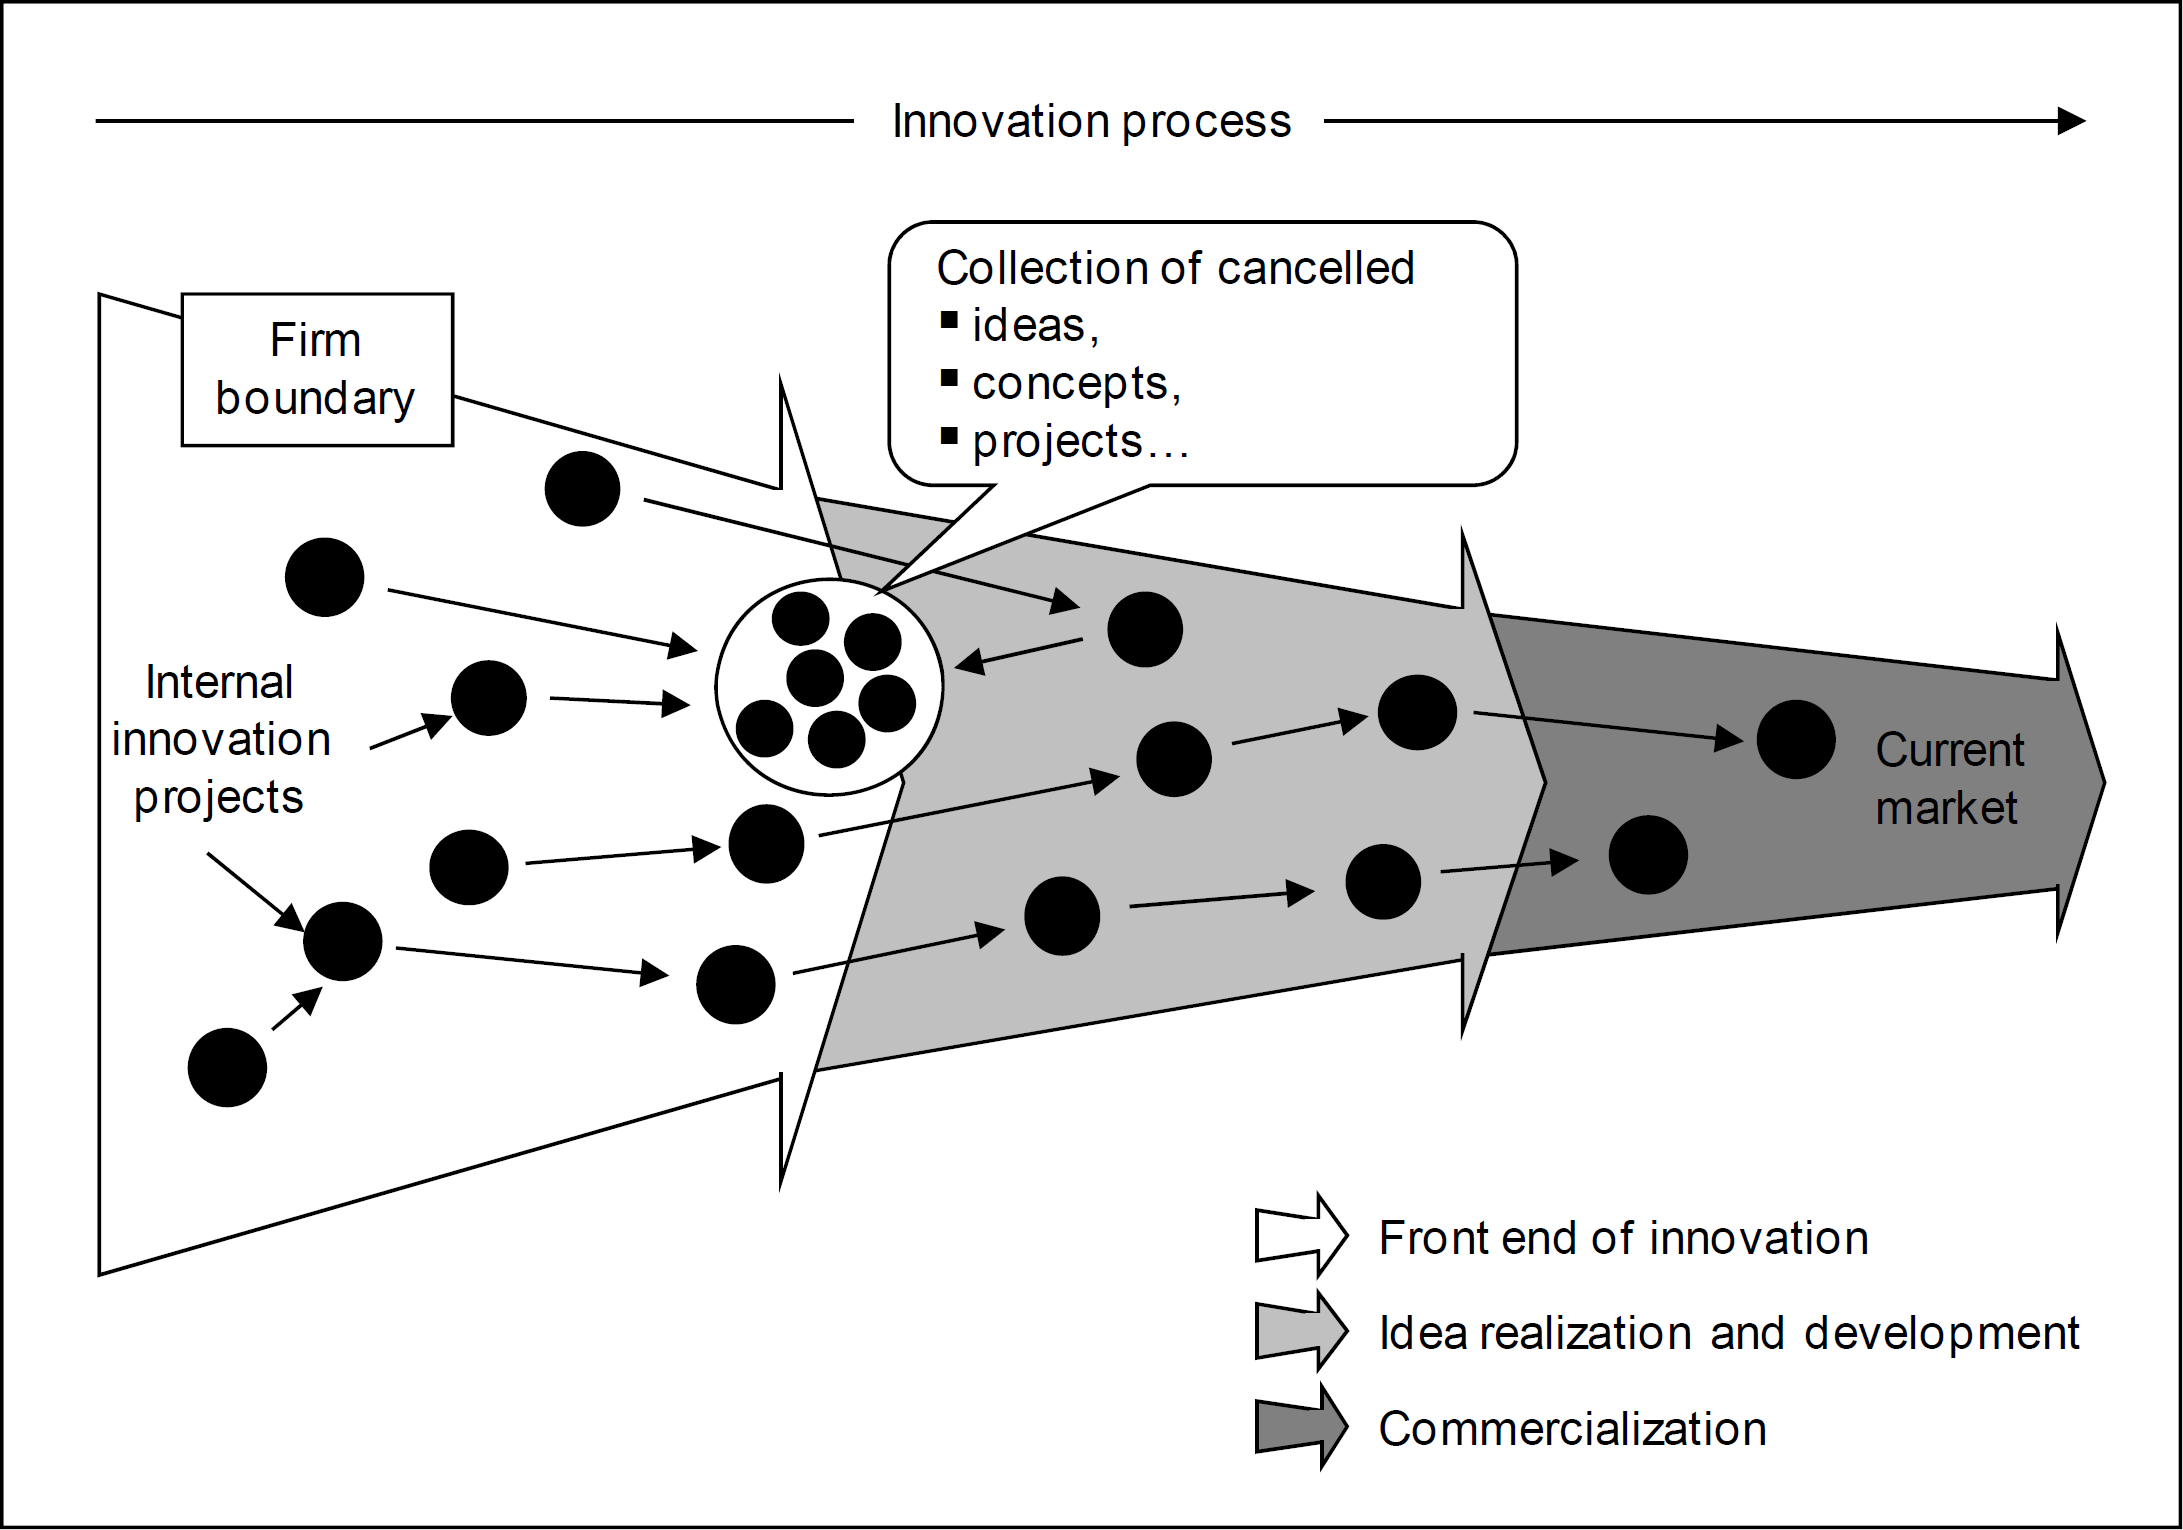 Innovation process
Collection of cancelled
▪ ideas,
▪ concepts,
▪ projects…
Firm
boundary
Internal
innovation
projects
Current
market
Front end of innovation
Idea realization and development
Commercialization